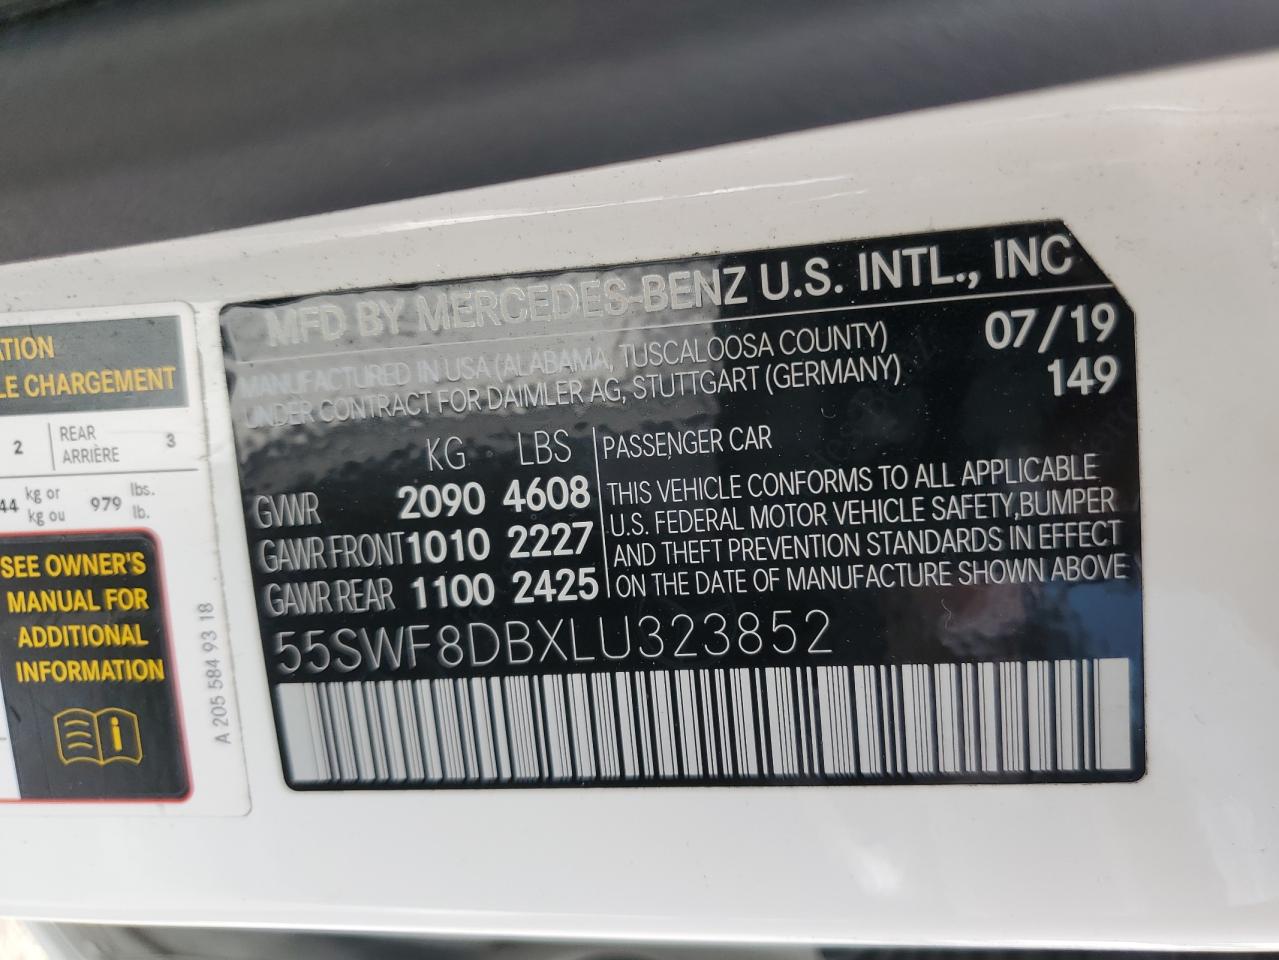 ATION
LE CHARGEMENT
2 REAR ARRIÈRE 3
44 kg or kg ou 979 lbs. lb.
SEE OWNER'S
MANUAL FOR
ADDITIONAL
INFORMATION
A 205 584 93 18
MFD BY MERCEDES-BENZ U.S. INTL., INC
MANUFACTURED IN USA (ALABAMA, TUSCALOOSA COUNTY) 07/19
UNDER CONTRACT FOR DAIMLER AG, STUTTGART (GERMANY) 149
KG LBS PASSENGER CAR
GVWR 2090 4608 THIS VEHICLE CONFORMS TO ALL APPLICABLE
U.S. FEDERAL MOTOR VEHICLE SAFETY, BUMPER
GAWR FRONT 1010 2227 AND THEFT PREVENTION STANDARDS IN EFFECT
GAWR REAR 1100 2425 ON THE DATE OF MANUFACTURE SHOWN ABOVE
55SWF8DBXLU323852